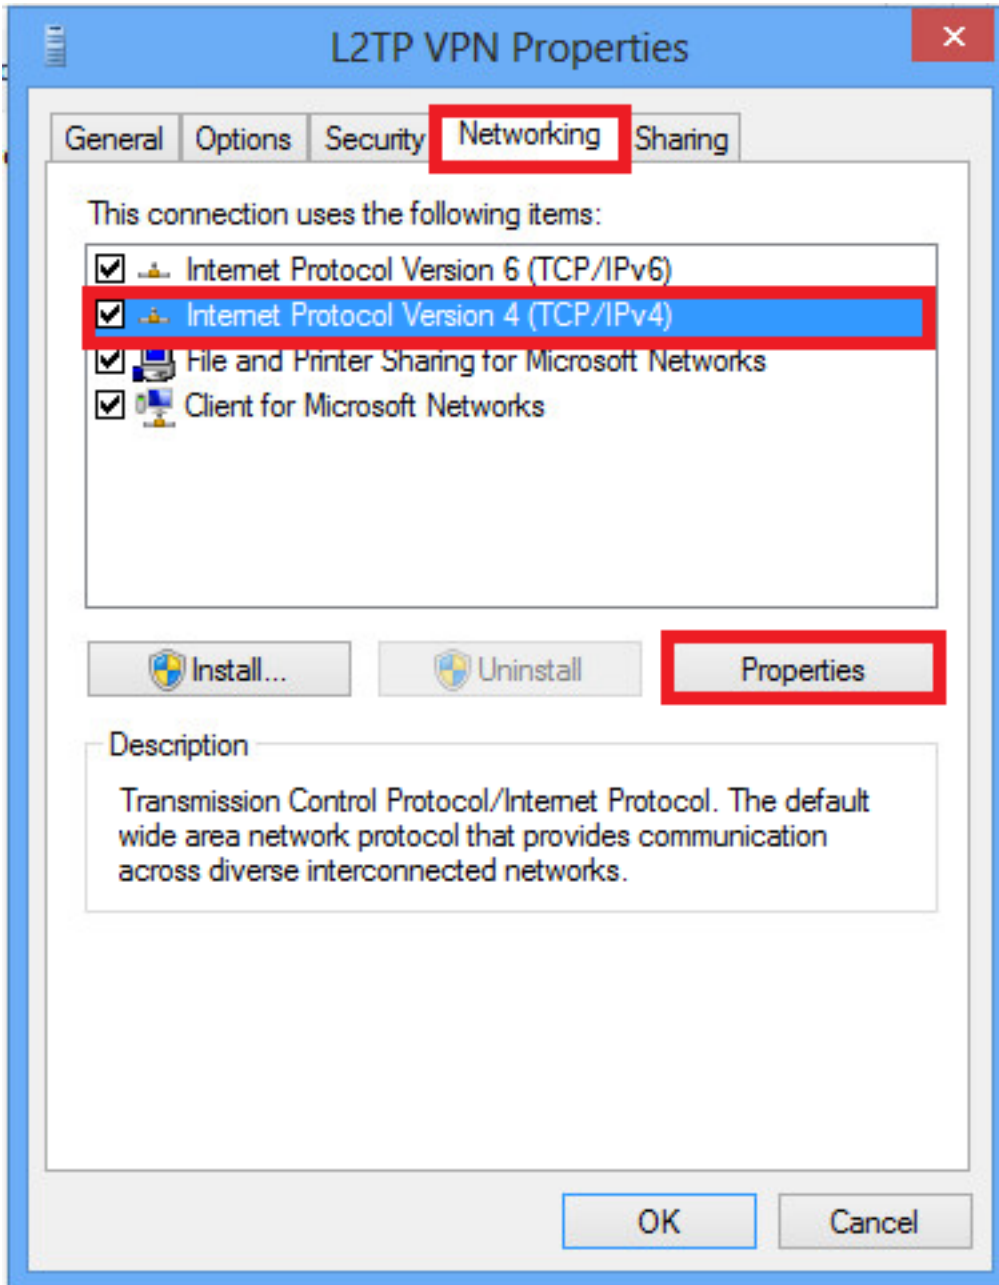 L2TP VPN Properties
General Options Security Networking Sharing
This connection uses the following items:
Internet Protocol Version 6 (TCP/IPv6)
Internet Protocol Version 4 (TCP/IPv4)
File and Printer Sharing for Microsoft Networks
Client for Microsoft Networks
Install... Uninstall Properties
Description
Transmission Control Protocol/Internet Protocol. The default
wide area network protocol that provides communication
across diverse interconnected networks.
OK Cancel